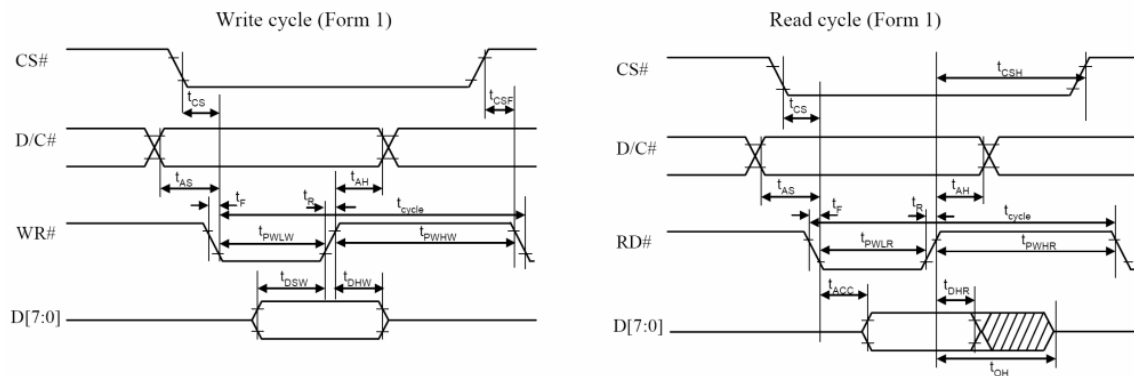 Write cycle (Form 1)
CS#
tCS
tCSF
D/C#
tAS
tAH
tF
tR
tcycle
WR#
tPWLW
tPWHW
tDSW
tDHW
D[7:0]
Read cycle (Form 1)
CS#
tCSH
tCS
D/C#
tAS
tAH
tF
tR
tcycle
RD#
tPWLR
tPWHR
tACC
tDHR
D[7:0]
tOH